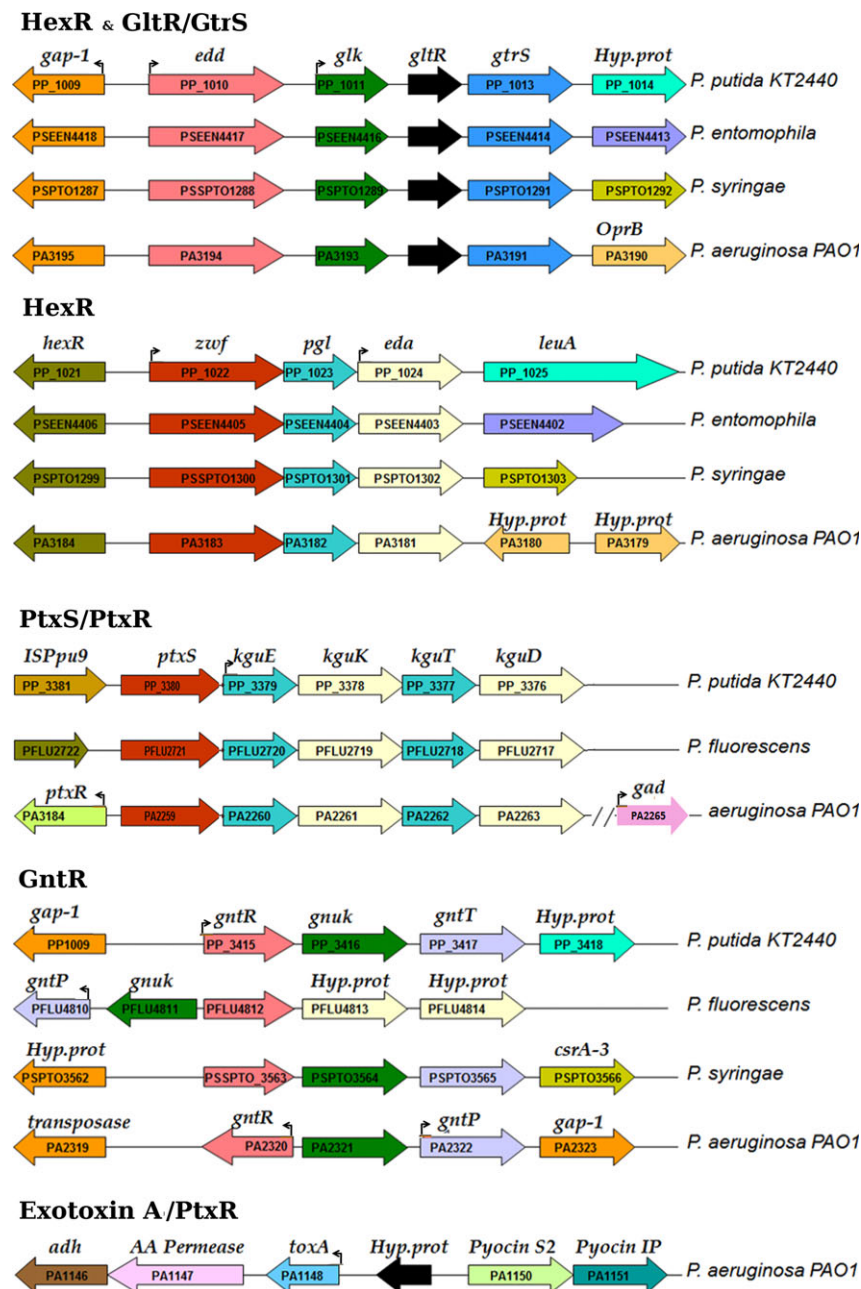 HexR & GltR/GtrS
gap-1 edd glk gltR gtrS Hyp.prot
PP_1009 PP_1010 PP_1011 PP_1013 PP_1014 P. putida KT2440
PSEEN4418 PSEEN4417 PSEEN4416 PSEEN4414 PSEEN4413 P. entomophila
PSPTO1287 PSSPTO1288 PSPTO1289 PSPTO1291 PSPTO1292 P. syringae
OprB
PA3195 PA3194 PA3193 PA3191 PA3190 P. aeruginosa PAO1
HexR
hexR zwf pgl eda leuA
PP_1021 PP_1022 PP_1023 PP_1024 PP_1025 P. putida KT2440
PSEEN4406 PSEEN4405 PSEEN4404 PSEEN4403 PSEEN4402 P. entomophila
PSPTO1299 PSSPTO1300 PSPTO1301 PSPTO1302 PSPTO1303 P. syringae
Hyp.prot Hyp.prot
PA3184 PA3183 PA3182 PA3181 PA3180 PA3179 P. aeruginosa PAO1
PtxS/PtxR
ISPpu9 ptxS kguE kguK kguT kguD
PP_3381 PP_3380 PP_3379 PP_3378 PP_3377 PP_3376 P. putida KT2440
PFLU2722 PFLU2721 PFLU2720 PFLU2719 PFLU2718 PFLU2717 P. fluorescens
ptxR gad
PA3184 PA2259 PA2260 PA2261 PA2262 PA2263 // PA2265 aeruginosa PAO1
GntR
gap-1 gntR gnuk gntT Hyp.prot
PP1009 PP_3415 PP_3416 PP_3417 PP_3418 P. putida KT2440
gntP gnuk Hyp.prot Hyp.prot
PFLU4810 PFLU4811 PFLU4812 PFLU4813 PFLU4814 P. fluorescens
Hyp.prot csrA-3
PSPTO3562 PSSPTO_3563 PSPTO3564 PSPTO3565 PSPTO3566 P. syringae
transposase gntR gntP gap-1
PA2319 PA2320 PA2321 PA2322 PA2323 P. aeruginosa PAO1
Exotoxin A/PtxR
adh AA Permease toxA Hyp.prot Pyocin S2 Pyocin IP
PA1146 PA1147 PA1148 PA1150 PA1151 P. aeruginosa PAO1